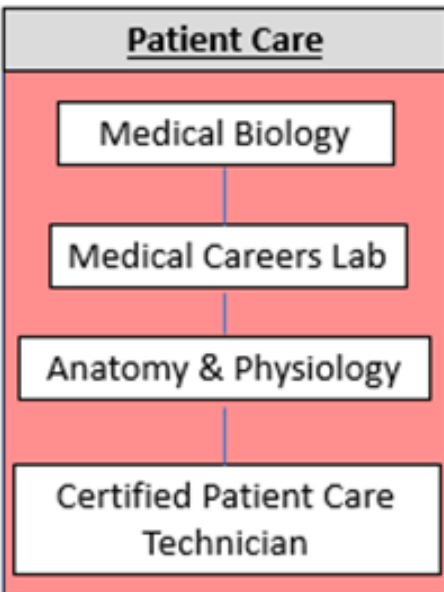 Patient Care
Medical Biology
Medical Careers Lab
Anatomy & Physiology
Certified Patient Care
Technician